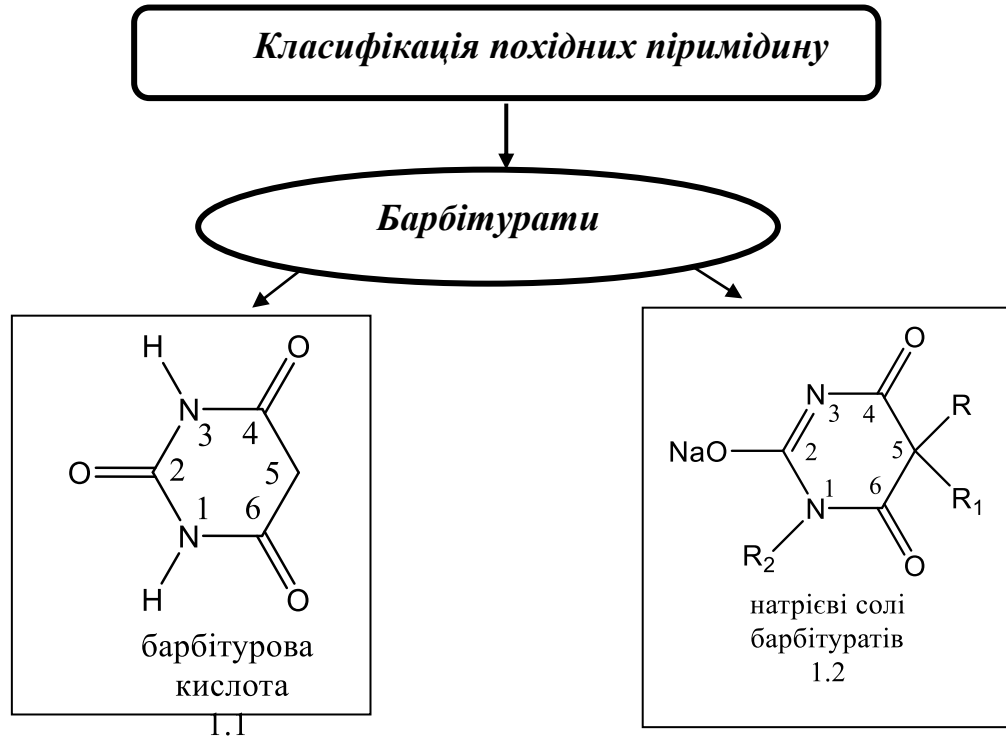 Класифікація похідних піримідину
Барбітурати
H
O
N
3
4
O
2
5
1
6
N
H
O
барбітурова
кислота
1.1
O
N
3
4
R
NaO
2
5
1
6
N
R1
R2
O
натрієві солі
барбітуратів
1.2